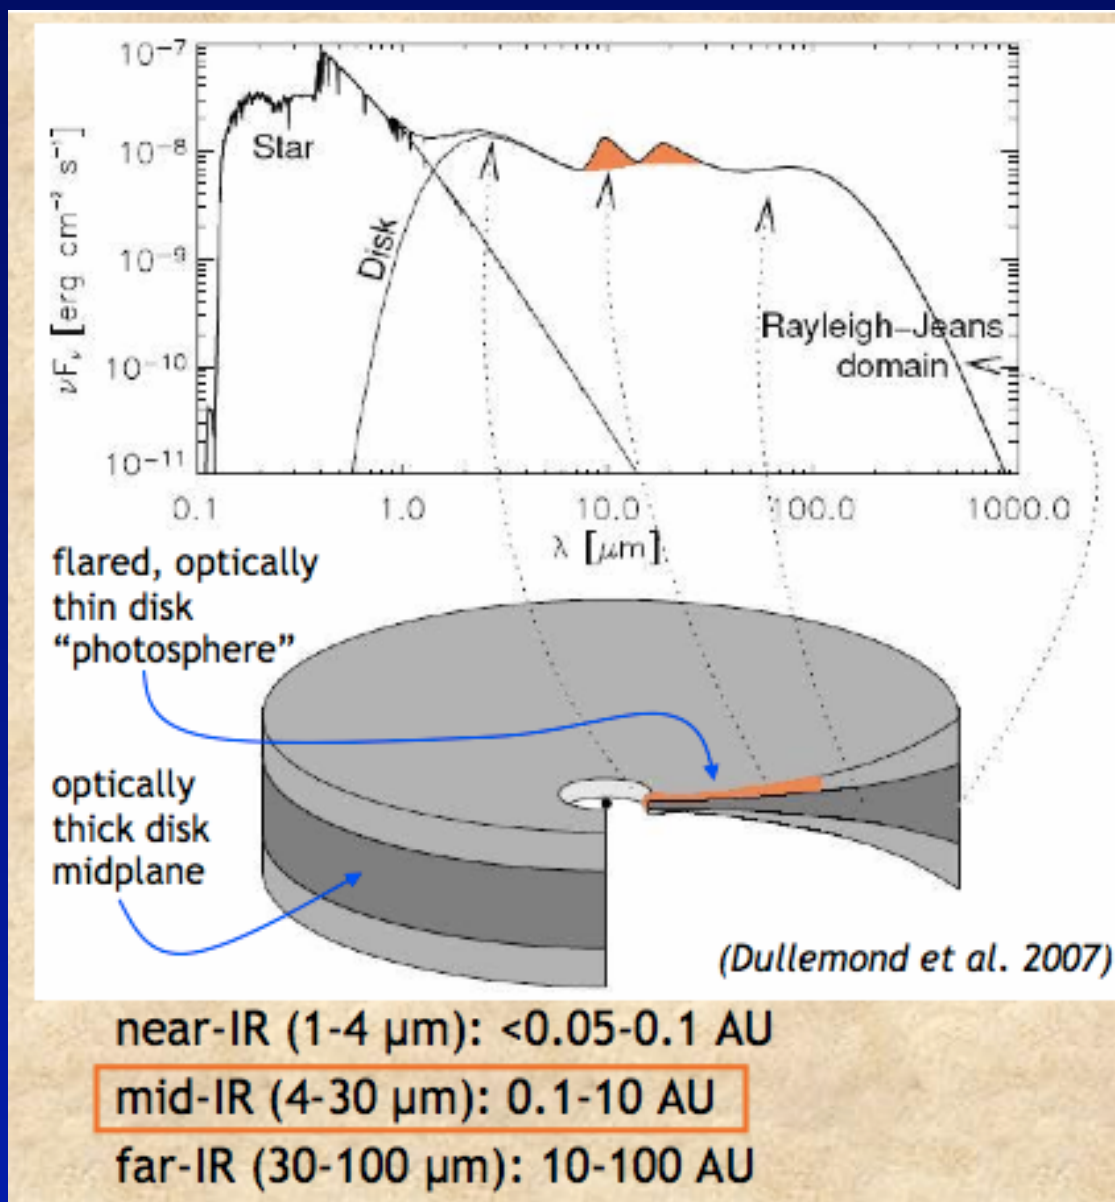 10⁻⁷
10⁻⁸
10⁻⁹
10⁻¹⁰
10⁻¹¹
νFᵥ [erg cm⁻² s⁻¹]
Star
Disk
Rayleigh–Jeans
domain
0.1 1.0 10.0 100.0 1000.0
λ [μm]
flared, optically
thin disk
“photosphere”
optically
thick disk
midplane
(Dullemond et al. 2007)
near-IR (1-4 μm): <0.05-0.1 AU
mid-IR (4-30 μm): 0.1-10 AU
far-IR (30-100 μm): 10-100 AU